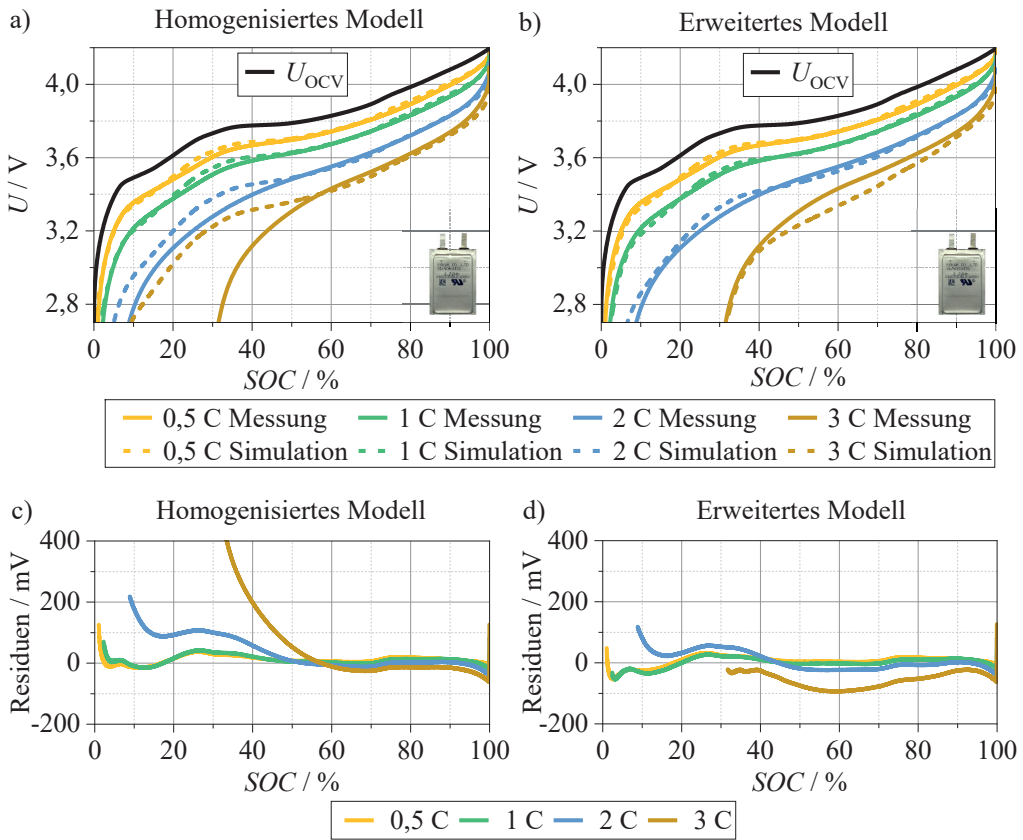 a)
Homogenisiertes Modell
U_OCV
U / V
4,0
3,6
3,2
2,8
0 20 40 60 80 100
SOC / %
b)
Erweitertes Modell
U_OCV
U / V
4,0
3,6
3,2
2,8
0 20 40 60 80 100
SOC / %
0,5 C Messung 1 C Messung 2 C Messung 3 C Messung
0,5 C Simulation 1 C Simulation 2 C Simulation 3 C Simulation
c)
Homogenisiertes Modell
Residuen / mV
400
200
0
-200
0 20 40 60 80 100
SOC / %
d)
Erweitertes Modell
Residuen / mV
400
200
0
-200
0 20 40 60 80 100
SOC / %
0,5 C 1 C 2 C 3 C